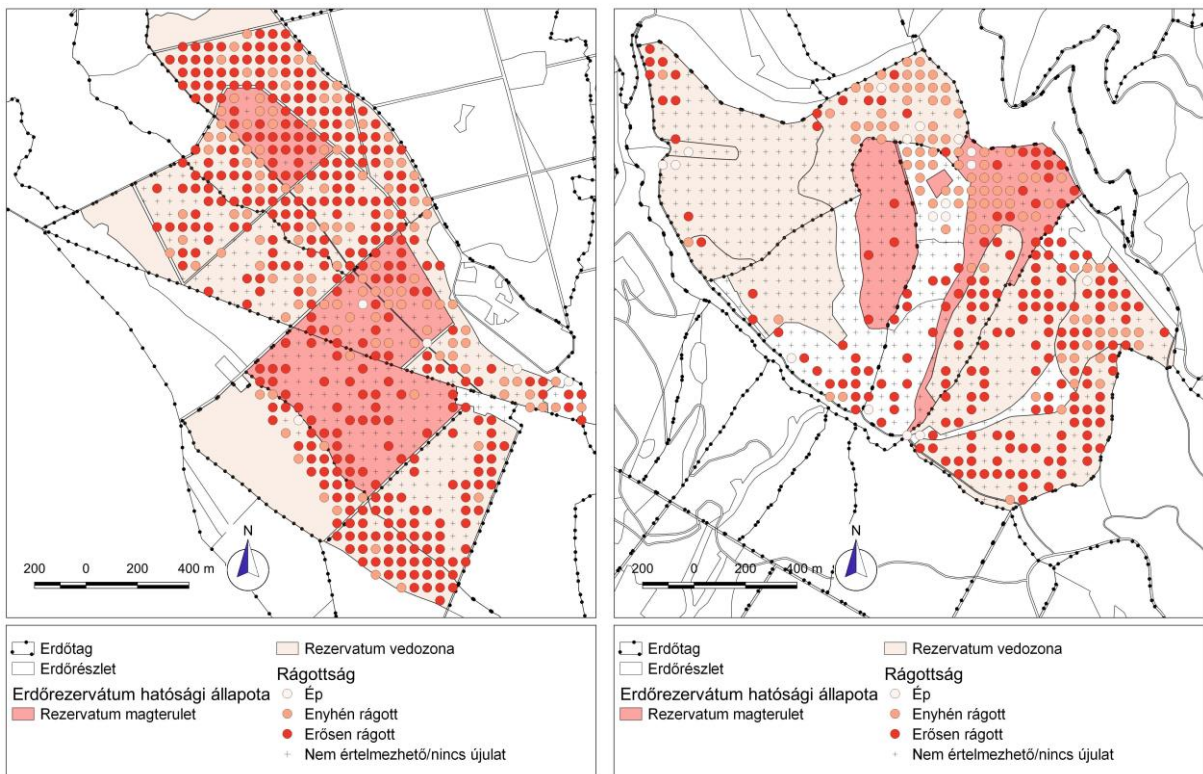 N
200 0 200 400 m
N
200 0 200 400 m
Erdőtag
Erdőrészlet
Erdőrezervátum hatósági állapota
Rezervatum magterulet
Rezervatum vedozona
Rágottság
Ép
Enyhén rágott
Erősen rágott
Nem értelmezhető/nincs újulat
Erdőtag
Erdőrészlet
Erdőrezervátum hatósági állapota
Rezervatum magterulet
Rezervatum vedozona
Rágottság
Ép
Enyhén rágott
Erősen rágott
Nem értelmezhető/nincs újulat